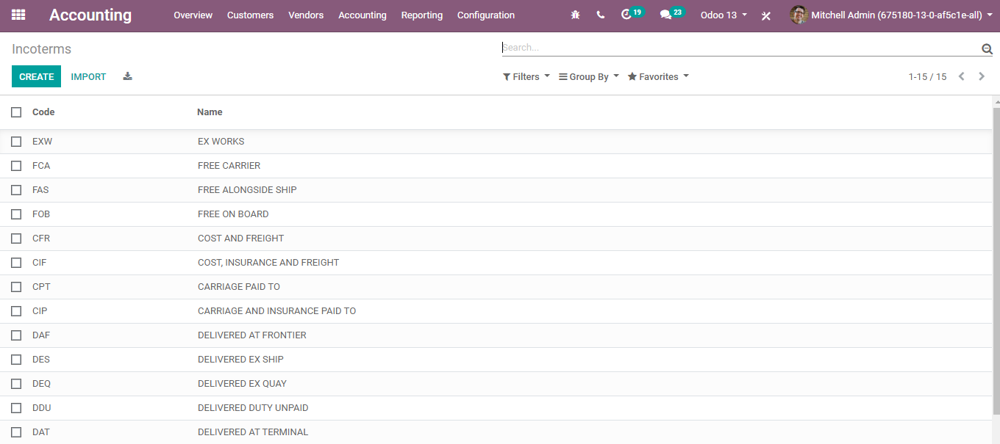 Accounting Overview Customers Vendors Accounting Reporting Configuration 19 23 Odoo 13 Mitchell Admin (675180-13-0-af5c1e-all)
Incoterms Search...
CREATE IMPORT Filters Group By Favorites 1-15 / 15
Code Name
EXW EX WORKS
FCA FREE CARRIER
FAS FREE ALONGSIDE SHIP
FOB FREE ON BOARD
CFR COST AND FREIGHT
CIF COST, INSURANCE AND FREIGHT
CPT CARRIAGE PAID TO
CIP CARRIAGE AND INSURANCE PAID TO
DAF DELIVERED AT FRONTIER
DES DELIVERED EX SHIP
DEQ DELIVERED EX QUAY
DDU DELIVERED DUTY UNPAID
DAT DELIVERED AT TERMINAL